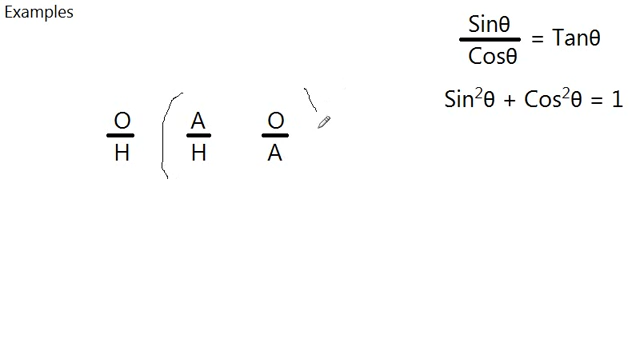 Examples
Sinθ
Cosθ
= Tanθ
Sin²θ + Cos²θ = 1
O ( A O )
H H A